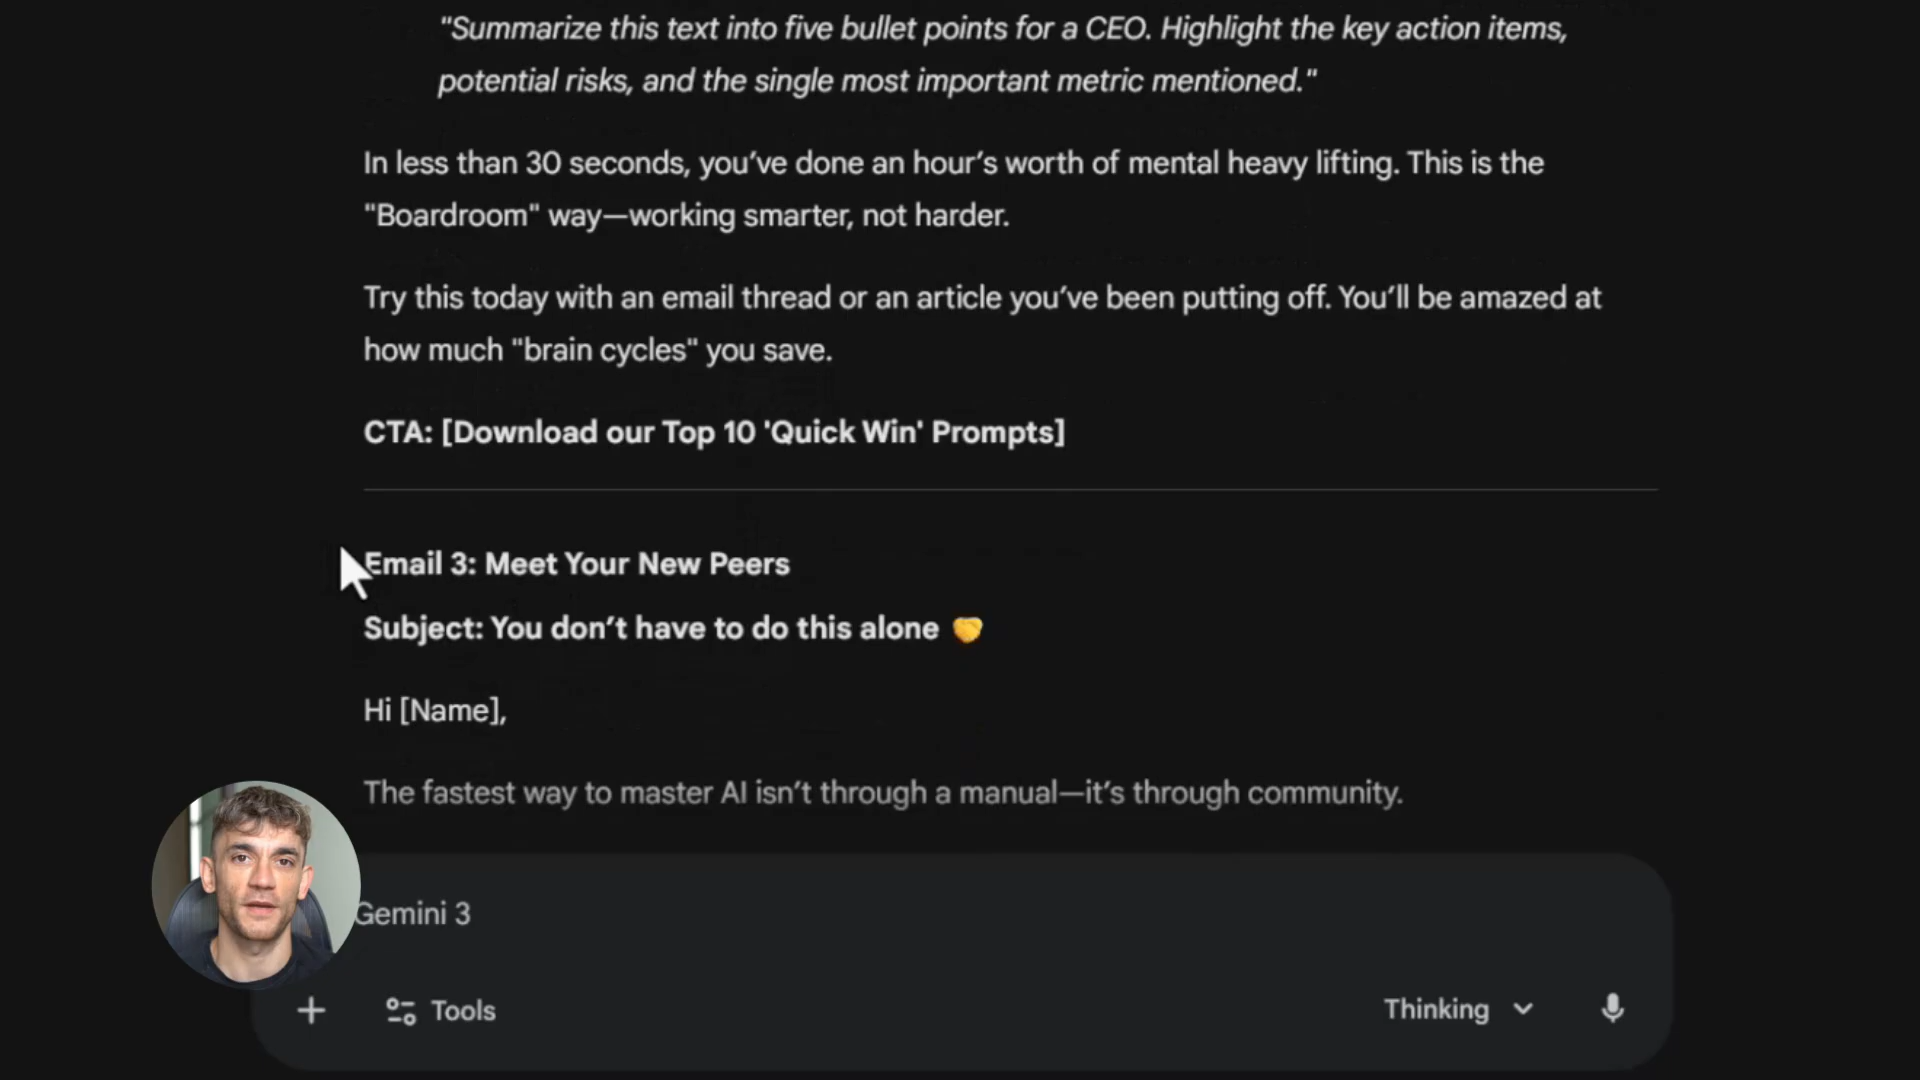 "Summarize this text into five bullet points for a CEO. Highlight the key action items,
potential risks, and the single most important metric mentioned."
In less than 30 seconds, you’ve done an hour’s worth of mental heavy lifting. This is the
"Boardroom" way—working smarter, not harder.
Try this today with an email thread or an article you’ve been putting off. You’ll be amazed at
how much "brain cycles" you save.
CTA: [Download our Top 10 'Quick Win' Prompts]
Email 3: Meet Your New Peers
Subject: You don’t have to do this alone 🤝
Hi [Name],
The fastest way to master AI isn’t through a manual—it’s through community.
Gemini 3
Tools
Thinking